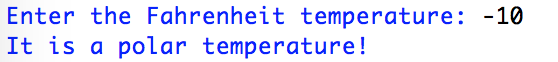 Enter the Fahrenheit temperature: -10
It is a polar temperature!